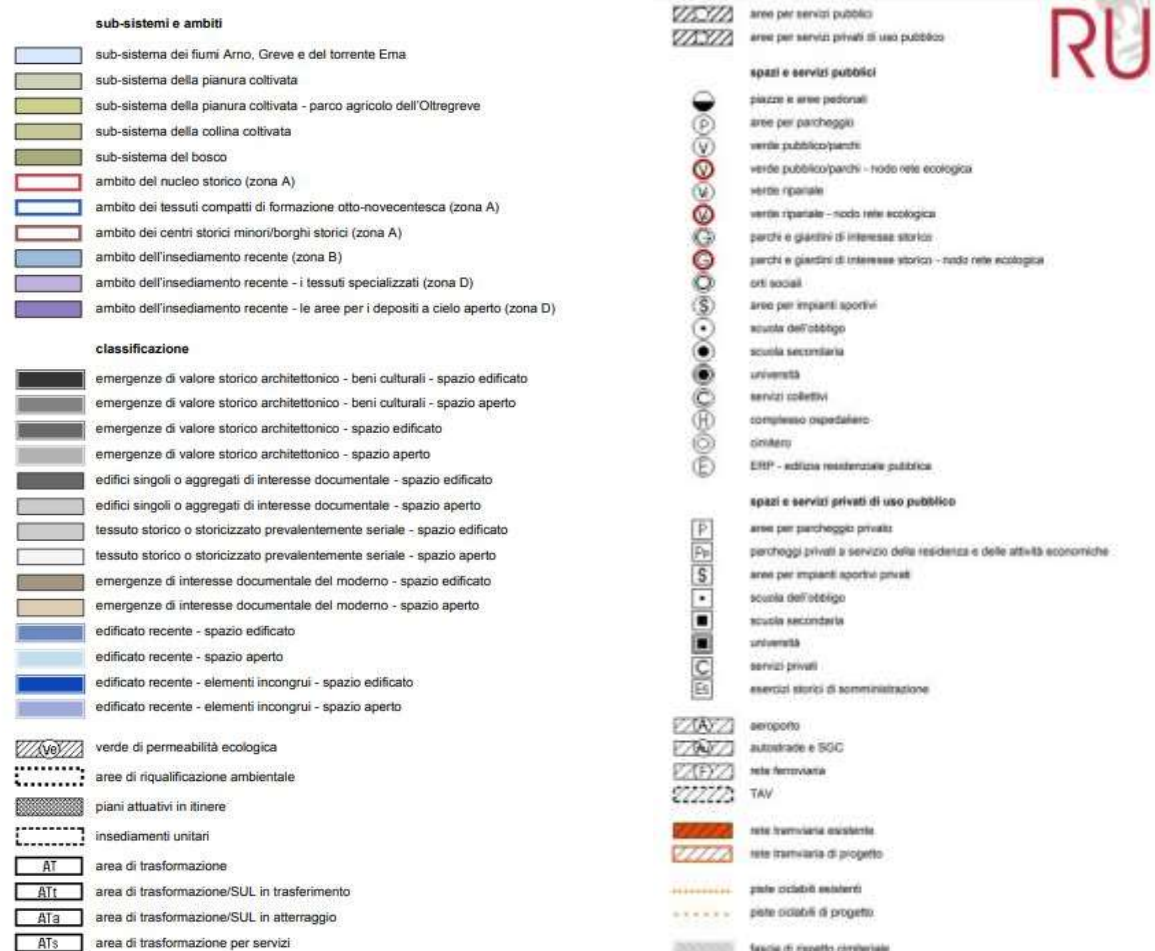 sub-sistemi e ambiti
sub-sistema dei fiumi Arno, Greve e del torrente Ema
sub-sistema della pianura coltivata
sub-sistema della pianura coltivata - parco agricolo dell'Oltregreve
sub-sistema della collina coltivata
sub-sistema del bosco
ambito del nucleo storico (zona A)
ambito dei tessuti compatti di formazione otto-novecentesca (zona A)
ambito dei centri storici minori/borghi storici (zona A)
ambito dell'insediamento recente (zona B)
ambito dell'insediamento recente - i tessuti specializzati (zona D)
ambito dell'insediamento recente - le aree per i depositi a cielo aperto (zona D)
classificazione
emergenze di valore storico architettonico - beni culturali - spazio edificato
emergenze di valore storico architettonico - beni culturali - spazio aperto
emergenze di valore storico architettonico - spazio edificato
emergenze di valore storico architettonico - spazio aperto
edifici singoli o aggregati di interesse documentale - spazio edificato
edifici singoli o aggregati di interesse documentale - spazio aperto
tessuto storico o storicizzato prevalentemente seriale - spazio edificato
tessuto storico o storicizzato prevalentemente seriale - spazio aperto
emergenze di interesse documentale del moderno - spazio edificato
emergenze di interesse documentale del moderno - spazio aperto
edificato recente - spazio edificato
edificato recente - spazio aperto
edificato recente - elementi incongrui - spazio edificato
edificato recente - elementi incongrui - spazio aperto
Ve verde di permeabilità ecologica
aree di riqualificazione ambientale
piani attuativi in itinere
insediamenti unitari
AT area di trasformazione
ATt area di trasformazione/SUL in trasferimento
ATa area di trasformazione/SUL in atterraggio
ATs area di trasformazione per servizi
RU
aree per servizi pubblici
aree per servizi privati di uso pubblico
spazi e servizi pubblici
piazze e aree pedonali
P aree per parcheggio
V verde pubblico/parchi
V verde pubblico/parchi - nodo rete ecologica
verde ripariale
verde ripariale - nodo rete ecologica
G parchi e giardini di interesse storico
G parchi e giardini di interesse storico - nodo rete ecologica
O orti sociali
S aree per impianti sportivi
scuola dell'obbligo
scuola secondaria
università
C servizi collettivi
H complesso ospedaliero
cimitero
E ERP - edilizia residenziale pubblica
spazi e servizi privati di uso pubblico
P aree per parcheggio privato
Pp parcheggi privati a servizio della residenza e delle attività economiche
S aree per impianti sportivi privati
scuola dell'obbligo
scuola secondaria
università
C servizi privati
Es esercizi storici di somministrazione
A aeroporto
Au autostrade e SGC
F rete ferroviaria
TAV
rete tramviaria esistente
rete tramviaria di progetto
piste ciclabili esistenti
piste ciclabili di progetto
fascia di rispetto cimiteriale